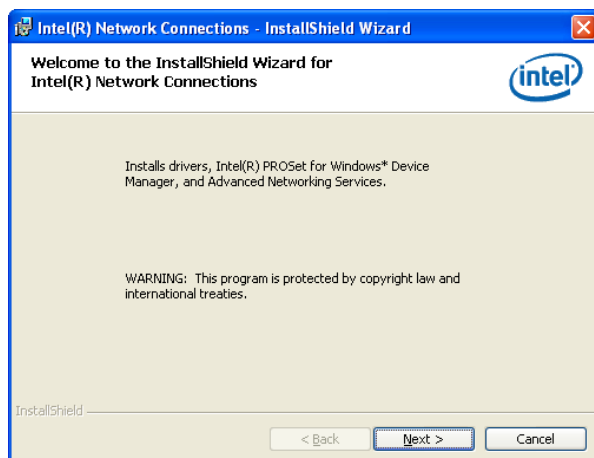 Intel(R) Network Connections - InstallShield Wizard
Welcome to the InstallShield Wizard for
Intel(R) Network Connections
intel
Installs drivers, Intel(R) PROSet for Windows* Device
Manager, and Advanced Networking Services.
WARNING: This program is protected by copyright law and
international treaties.
InstallShield
< Back
Next >
Cancel